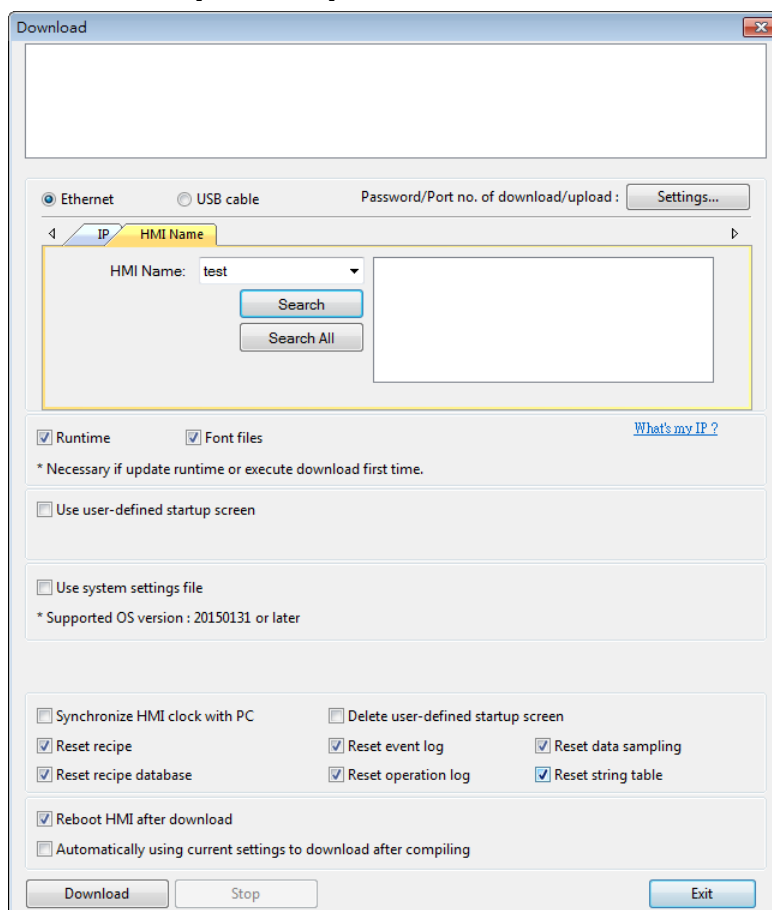 Download
Ethernet USB cable Password/Port no. of download/upload : Settings...
IP HMI Name
HMI Name: test
Search
Search All
What's my IP ?
Runtime Font files
* Necessary if update runtime or execute download first time.
Use user-defined startup screen
Use system settings file
* Supported OS version : 20150131 or later
Synchronize HMI clock with PC Delete user-defined startup screen
Reset recipe Reset event log Reset data sampling
Reset recipe database Reset operation log Reset string table
Reboot HMI after download
Automatically using current settings to download after compiling
Download Stop Exit